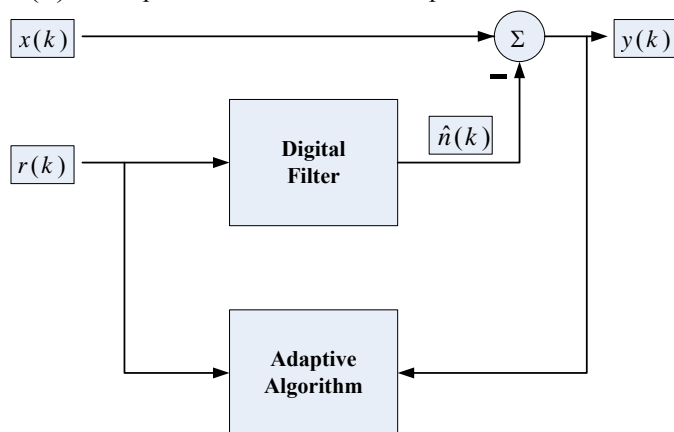 x(k)
Σ
y(k)
−
Digital
Filter
n̂(k)
r(k)
Adaptive
Algorithm